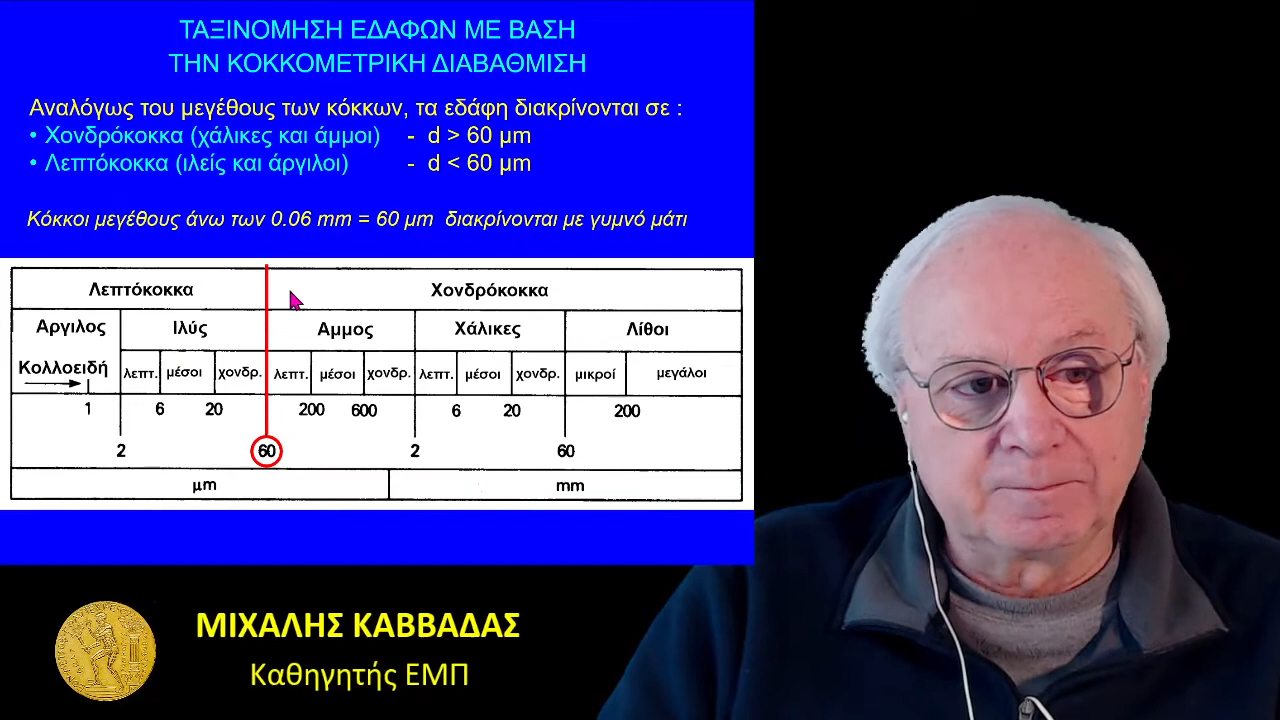 ΤΑΞΙΝΟΜΗΣΗ ΕΔΑΦΩΝ ΜΕ ΒΑΣΗ
ΤΗΝ ΚΟΚΚΟΜΕΤΡΙΚΗ ΔΙΑΒΑΘΜΙΣΗ
Αναλόγως του μεγέθους των κόκκων, τα εδάφη διακρίνονται σε :
• Χονδρόκοκκα (χάλικες και άμμοι) - d > 60 μm
• Λεπτόκοκκα (ιλείς και άργιλοι) - d < 60 μm
Κόκκοι μεγέθους άνω των 0.06 mm = 60 μm διακρίνονται με γυμνό μάτι
Λεπτόκοκκα Χονδρόκοκκα
Αργιλος Ιλύς Αμμος Χάλικες Λίθοι
Κολλοειδή λεπτ. μέσοι χονδρ. λεπτ. μέσοι χονδρ. λεπτ. μέσοι χονδρ. μικροί μεγάλοι
1 6 20 200 600 6 20 200
2 60 2 60
μm mm
ΜΙΧΑΛΗΣ ΚΑΒΒΑΔΑΣ
Καθηγητής ΕΜΠ